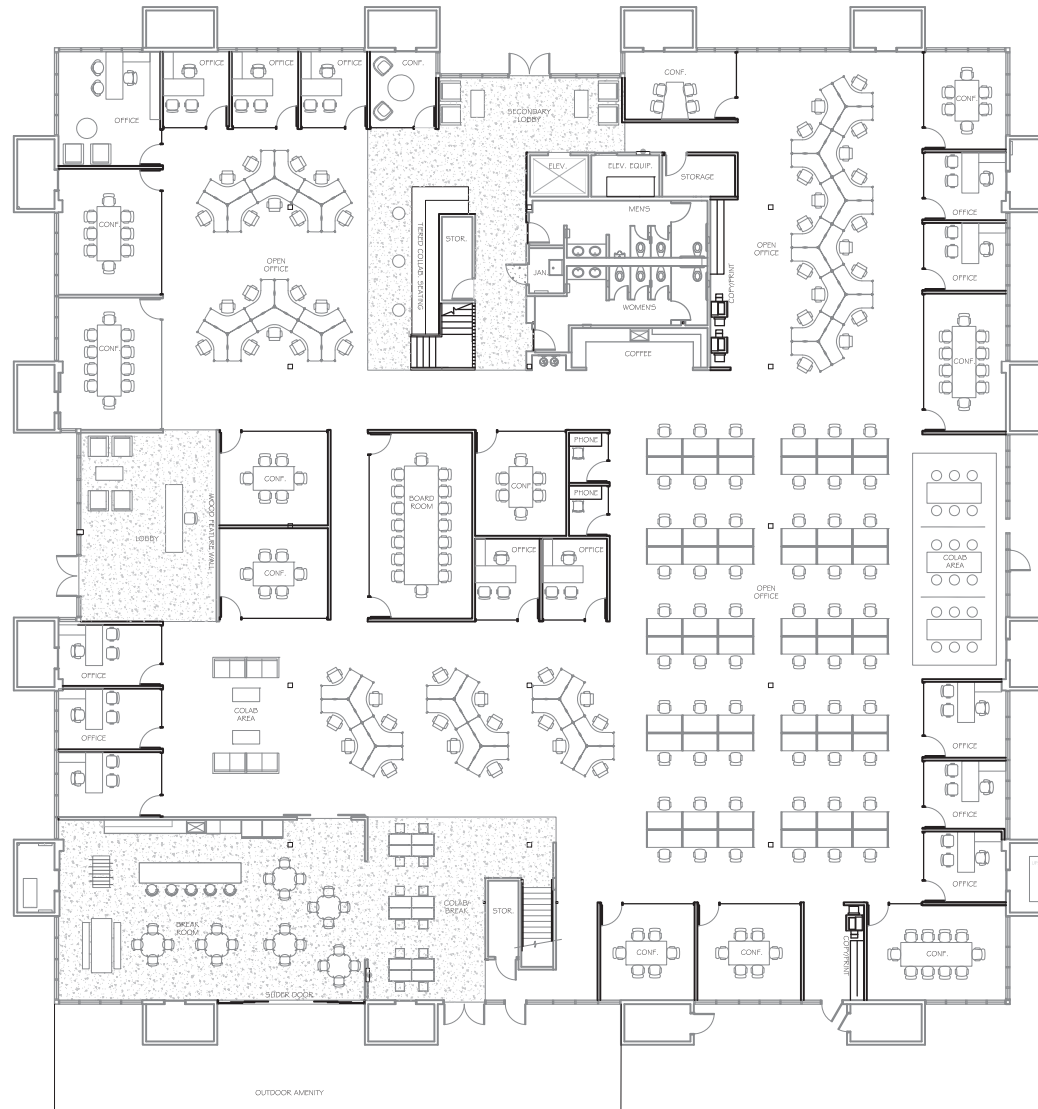 OFFICE
OFFICE
OFFICE
CONF.
CONF.
OFFICE
SECONDARY
LOBBY
CONF.
ELEV.
ELEV. EQUIP.
STORAGE
OFFICE
MEN'S
CONF.
TIERED COLLAB SEATING
STOR.
OPEN
OFFICE
OFFICE
OPEN
OFFICE
JAN.
COPY/PRINT
WOMEN'S
CONF.
COFFEE
CONF.
PHONE
CONF.
CONF.
PHONE
BOARD
ROOM
WOOD FEATURE WALL
LOBBY
CONF.
OFFICE
OFFICE
COLAB
AREA
OPEN
OFFICE
OFFICE
COLAB
AREA
OFFICE
OFFICE
OFFICE
OFFICE
BREAK
ROOM
COLAB/
BREAK
STOR.
CONF.
CONF.
COPY/PRINT
CONF.
SLIDER DOOR
OUTDOOR AMENITY